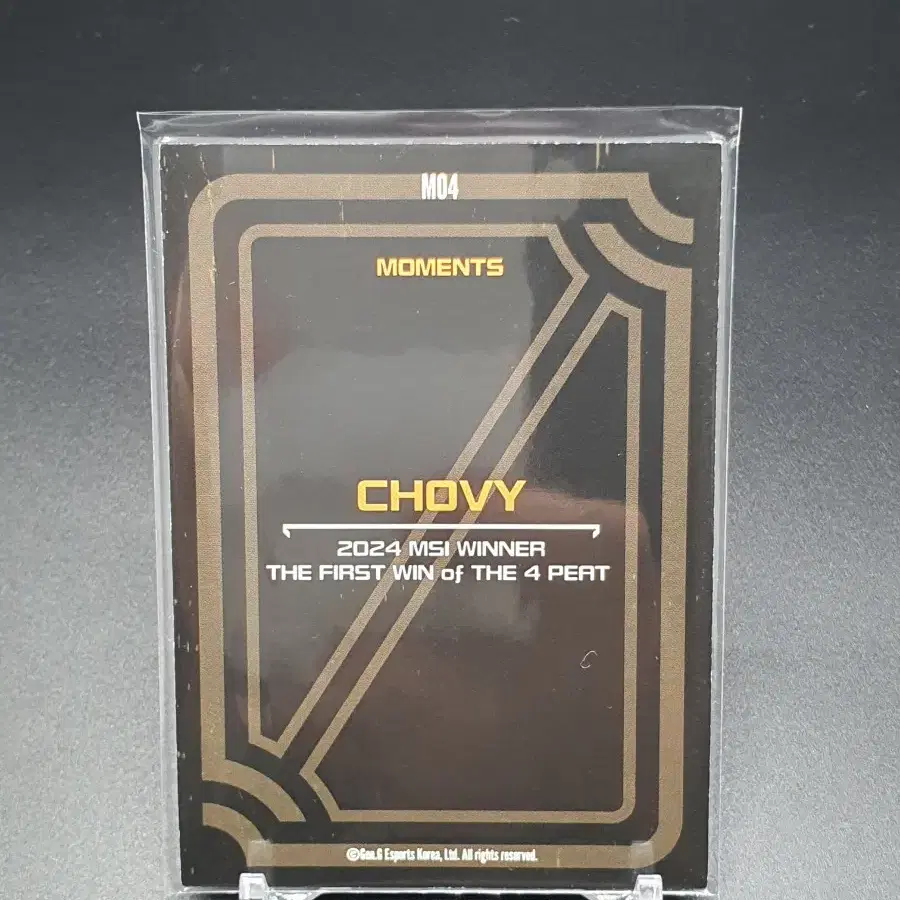 M04
MOMENTS
CHOVY
2024 MSI WINNER
THE FIRST WIN of THE 4 PEAT
©Gen.G Esports Korea, Ltd. All rights reserved.